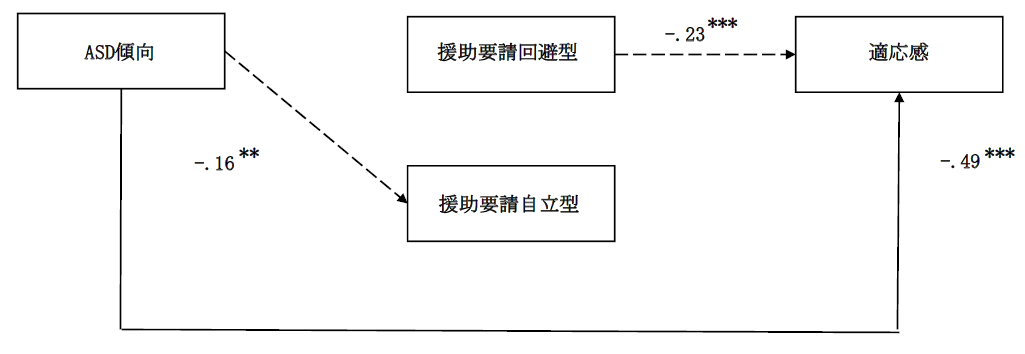 ASD傾向
援助要請回避型
-.23***
適応感
-.16**
-.49***
援助要請自立型